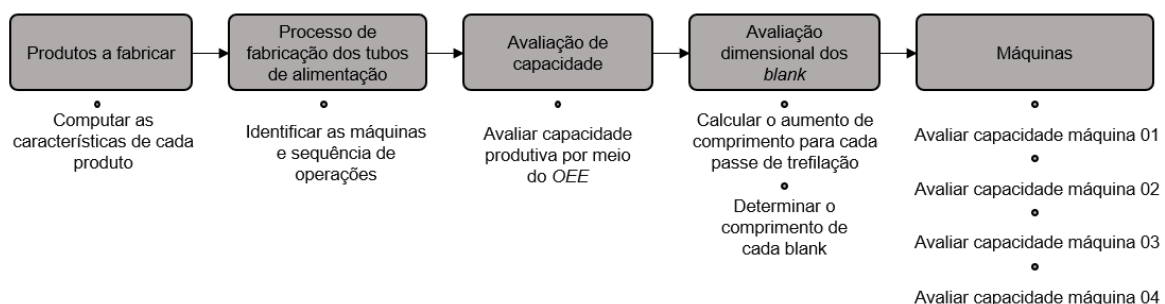 Produtos a fabricar
Computar as
características de cada
produto
Processo de
fabricação dos tubos
de alimentação
Identificar as máquinas
e sequência de
operações
Avaliação de
capacidade
Avaliar capacidade
produtiva por meio
do OEE
Avaliação
dimensional dos
blank
Calcular o aumento de
comprimento para cada
passe de trefilação
Determinar o
comprimento de
cada blank
Máquinas
Avaliar capacidade máquina 01
Avaliar capacidade máquina 02
Avaliar capacidade máquina 03
Avaliar capacidade máquina 04